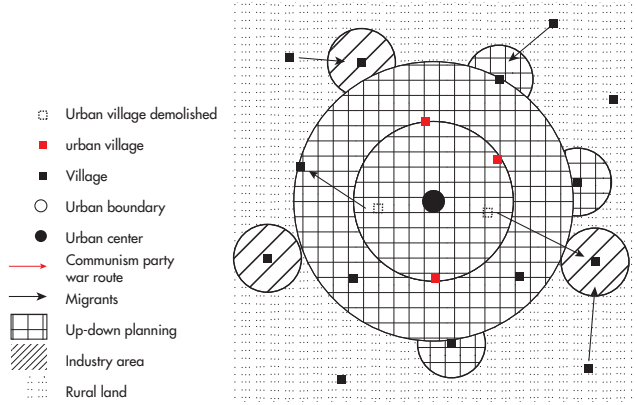 Urban village demolished
urban village
Village
Urban boundary
Urban center
Communism party
war route
Migrants
Up-down planning
Industry area
Rural land